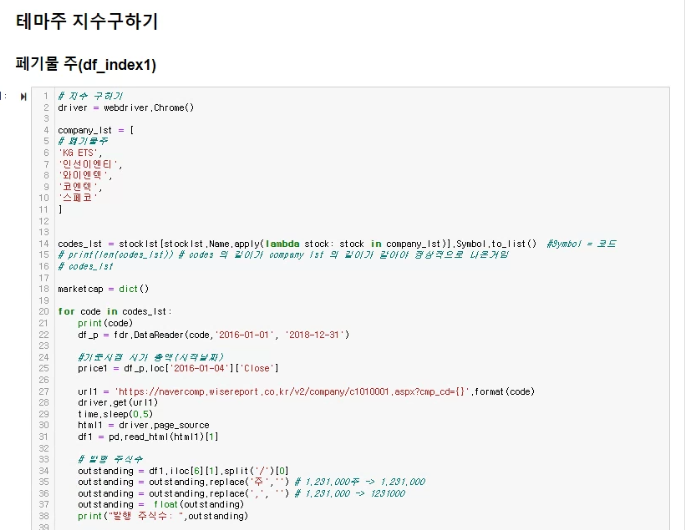 테마주 지수구하기
페기물 주(df_index1)
1 # 지수 구하기
2 driver = webdriver.Chrome()
3
4 company_lst = [
5 # 폐기물주
6 'KG ETS',
7 '인선이엔티',
8 '와이엔텍',
9 '코엔텍',
10 '스페코'
11 ]
12
13
14 codes_lst = stocklst[stocklst.Name.apply(lambda stock: stock in company_lst)].Symbol.to_list() #Symbol = 코드
15 # print(len(codes_lst)) # codes 의 길이가 company lst 의 길이가 같아야 정상적으로 나온거임
16 # codes_lst
17
18 marketcap = dict()
19
20 for code in codes_lst:
21 print(code)
22 df_p = fdr.DataReader(code,'2016-01-01', '2018-12-31')
23
24 #기준시점 시가 총액(시작날짜)
25 price1 = df_p.loc['2016-01-04']['Close']
26
27 url1 = 'https://navercomp.wisereport.co.kr/v2/company/c1010001.aspx?cmp_cd={}'.format(code)
28 driver.get(url1)
29 time.sleep(0.5)
30 html1 = driver.page_source
31 df1 = pd.read_html(html1)[1]
32
33 # 발행 주식수
34 outstanding = df1.iloc[6][1].split('/')[0]
35 outstanding = outstanding.replace('주','') # 1,231,000주 -> 1,231,000
36 outstanding = outstanding.replace(',', '') # 1,231,000 -> 1231000
37 outstanding = float(outstanding)
38 print("발행 주식수: ",outstanding)
39